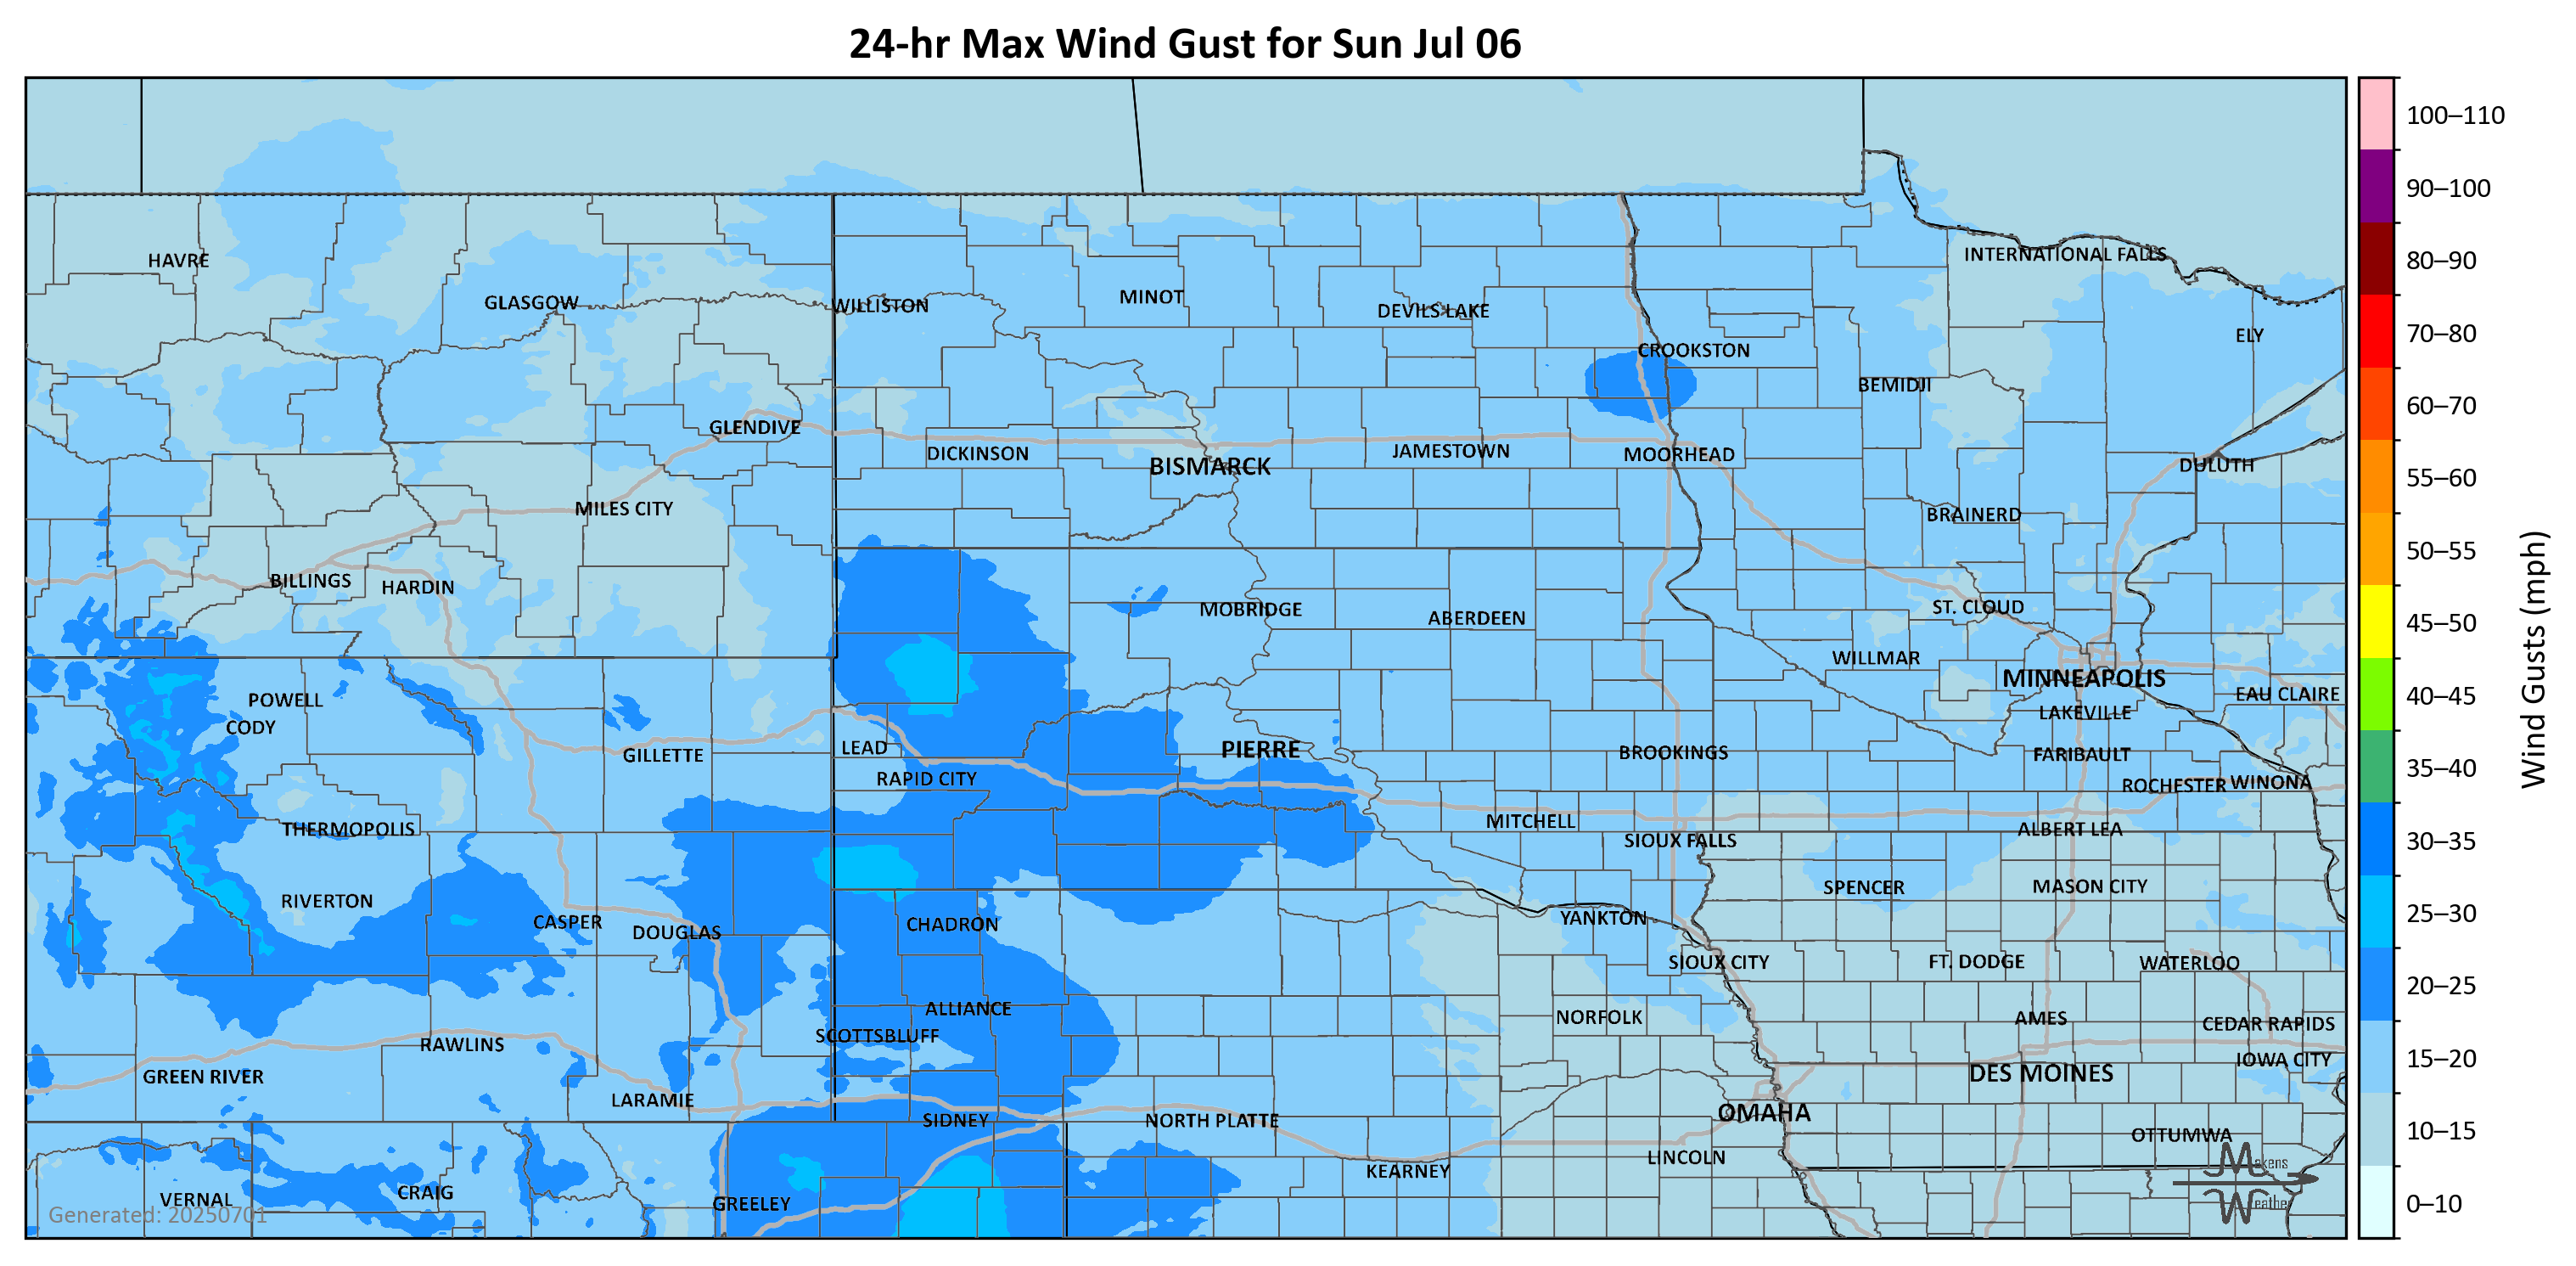 24-hr Max Wind Gust for Sun Jul 06
100–110
90–100
80–90
70–80
60–70
55–60
50–55
45–50
40–45
35–40
30–35
25–30
20–25
15–20
10–15
0–10
Wind Gusts (mph)
INTERNATIONAL FALLS
HAVRE
GLASGOW
WILLISTON
MINOT
DEVILS LAKE
ELY
CROOKSTON
BEMIDJI
GLENDIVE
DICKINSON
BISMARCK
JAMESTOWN
MOORHEAD
DULUTH
MILES CITY
BRAINERD
BILLINGS
HARDIN
MOBRIDGE
ABERDEEN
ST. CLOUD
WILLMAR
MINNEAPOLIS
EAU CLAIRE
POWELL
CODY
LAKEVILLE
GILLETTE
LEAD
PIERRE
BROOKINGS
FARIBAULT
RAPID CITY
ROCHESTER
WINONA
THERMOPOLIS
MITCHELL
SIOUX FALLS
ALBERT LEA
RIVERTON
SPENCER
MASON CITY
CASPER
DOUGLAS
CHADRON
YANKTON
SIOUX CITY
FT. DODGE
WATERLOO
ALLIANCE
NORFOLK
AMES
CEDAR RAPIDS
SCOTTSBLUFF
RAWLINS
IOWA CITY
GREEN RIVER
DES MOINES
LARAMIE
SIDNEY
NORTH PLATTE
OMAHA
OTTUMWA
KEARNEY
LINCOLN
VERNAL
CRAIG
GREELEY
Generated: 20250701
Makens
Weather